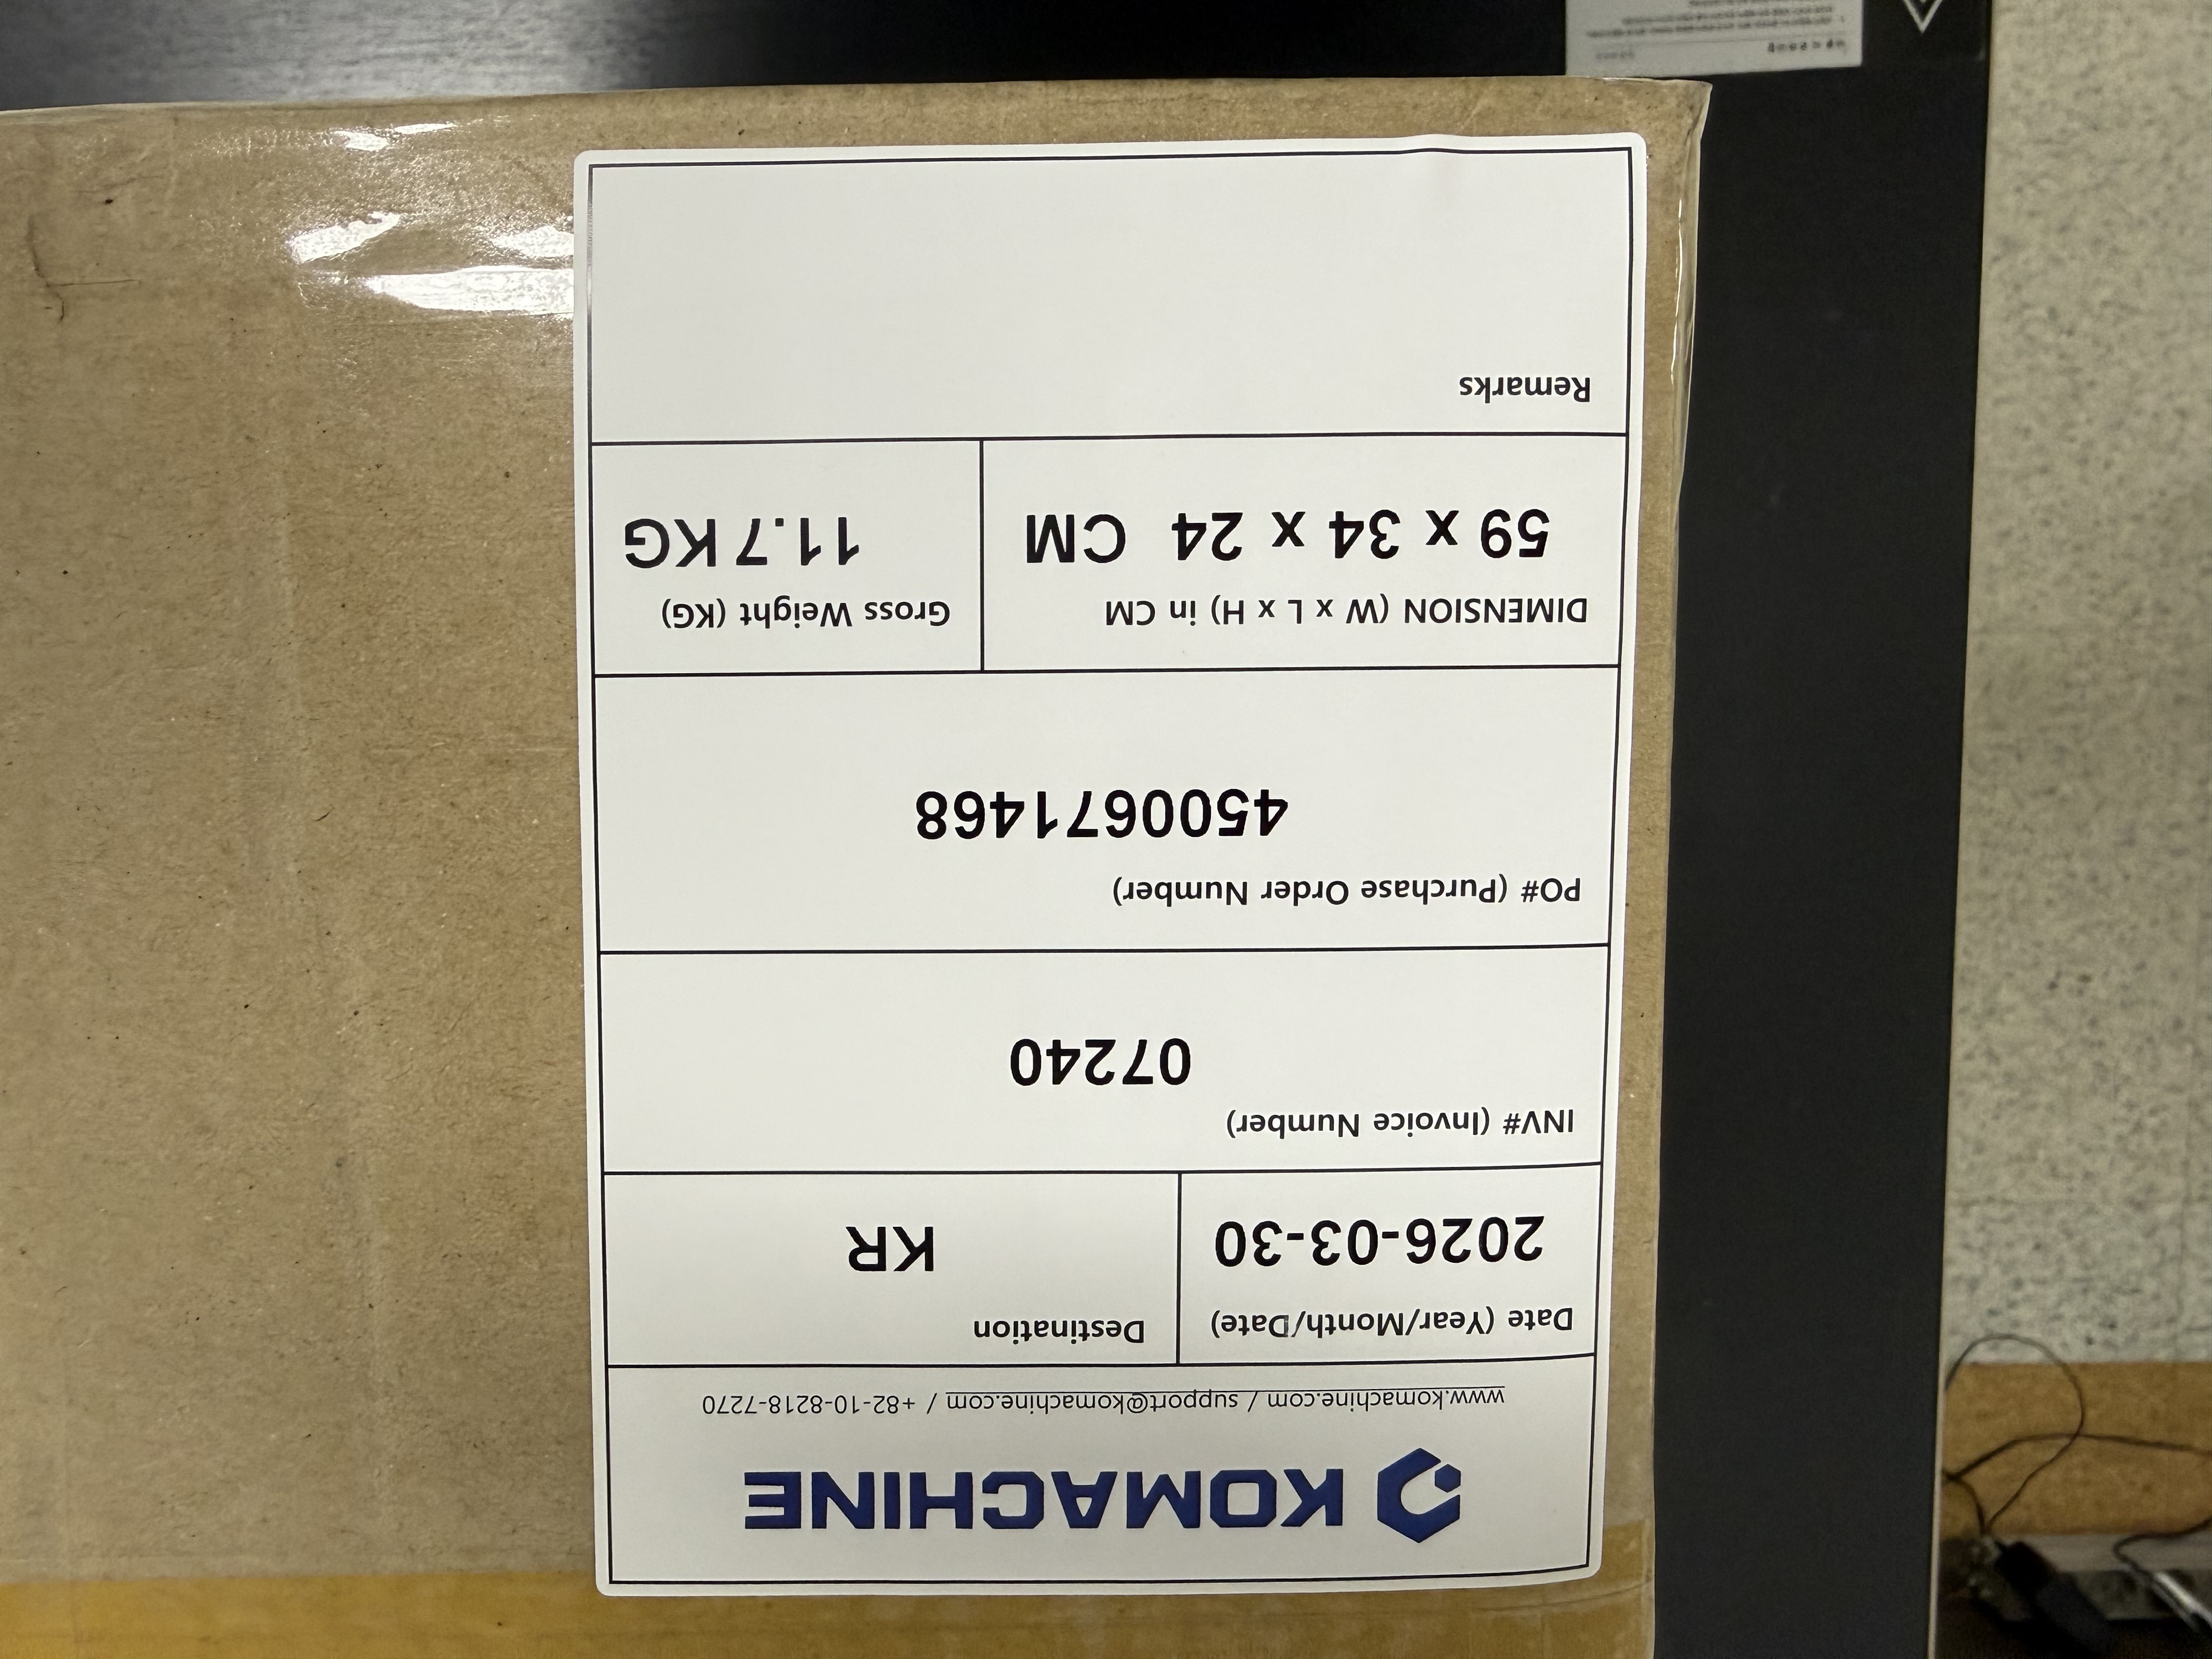 KOMACHINE
www.komachine.com / support@komachine.com / +82-10-8218-7270
Date (Year/Month/Date)
2026-03-30
Destination
KR
INV# (Invoice Number)
07240
PO# (Purchase Order Number)
4500671468
DIMENSION (W x L x H) in CM
59 x 34 x 24 CM
Gross Weight (KG)
11.7 KG
Remarks